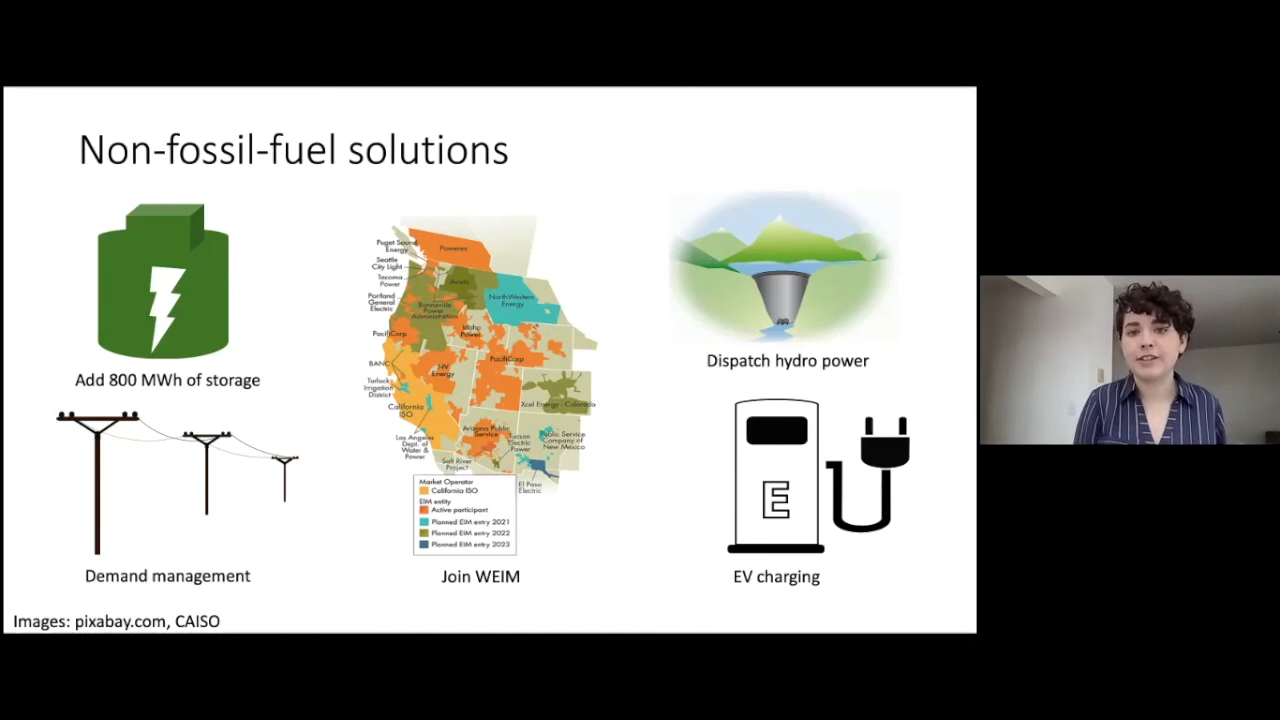 Non-fossil-fuel solutions
Add 800 MWh of storage
Demand management
Puget Sound
Energy
Seattle
City Light
Tacoma
Power
Portland
General
Electric
PacifiCorp
BANC
Turlock
Irrigation
District
California
ISO
Los Angeles
Dept. of
Water &
Power
Salt River
Project
Powerex
Avista
Bonneville
Power
Administration
NorthWestern
Energy
Idaho
Power
PacifiCorp
NV
Energy
Xcel Energy - Colorado
Arizona Public
Service
Tucson
Electric
Power
Public Service
Company of
New Mexico
El Paso
Electric
Market Operator
California ISO
EIM entity
Active participant
Planned EIM entry 2021
Planned EIM entry 2022
Planned EIM entry 2023
Join WEIM
Dispatch hydro power
E
EV charging
Images: pixabay.com, CAISO